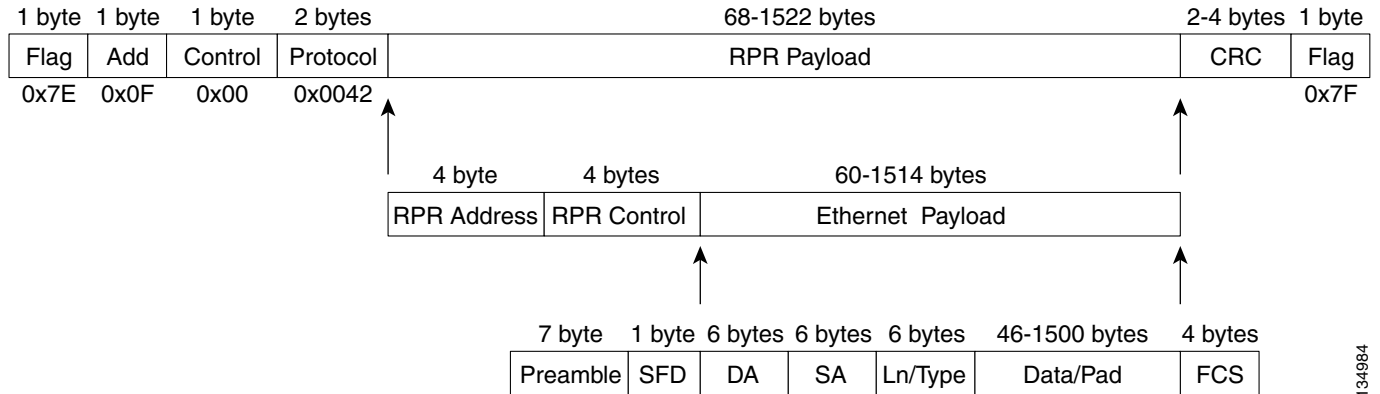 1 byte 1 byte 1 byte 2 bytes 68-1522 bytes 2-4 bytes 1 byte
Flag Add Control Protocol RPR Payload CRC Flag
0x7E 0x0F 0x00 0x0042 0x7F
4 byte 4 bytes 60-1514 bytes
RPR Address RPR Control Ethernet Payload
7 byte 1 byte 6 bytes 6 bytes 6 bytes 46-1500 bytes 4 bytes
Preamble SFD DA SA Ln/Type Data/Pad FCS
134984